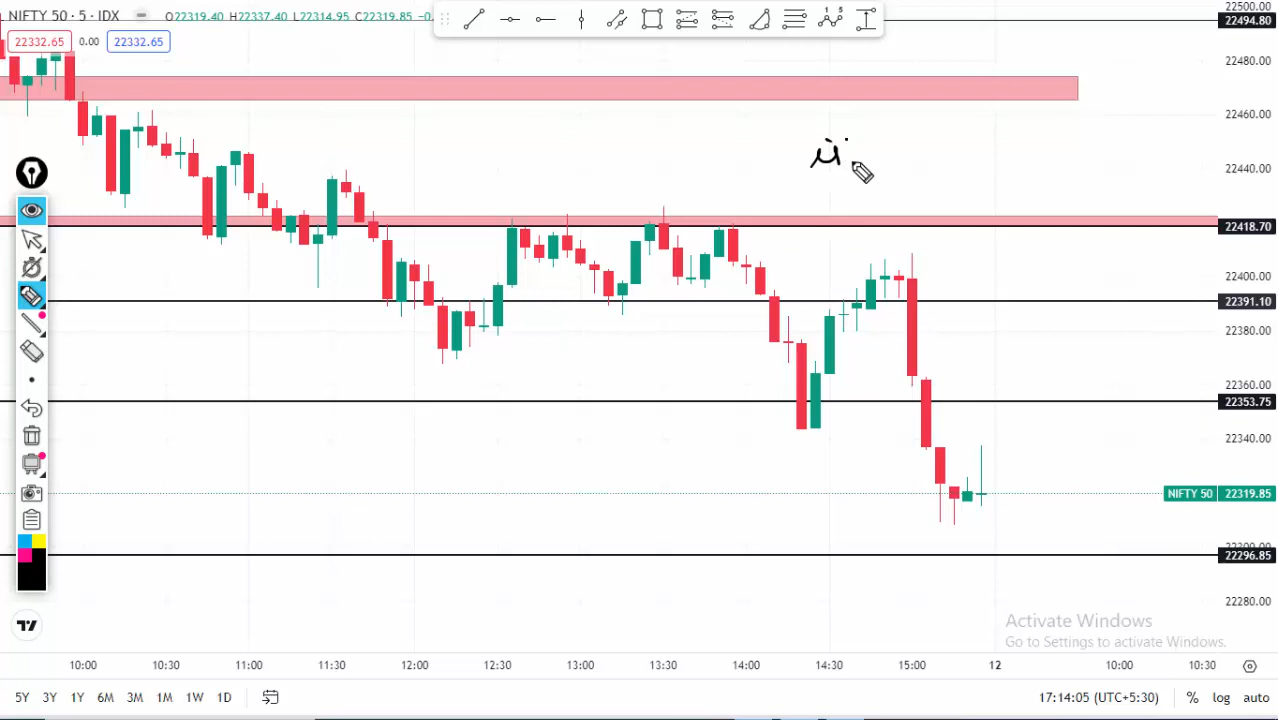 NIFTY 50 · 5 · IDX O22319.40 H22337.40 L22314.95 C22319.85
22332.65 0.00 22332.65
22500.00
22494.80
22480.00
22460.00
22440.00
22418.70
22400.00
22391.10
22380.00
22360.00
22353.75
22340.00
NIFTY 50 22319.85
22300.00
22296.85
22280.00
Activate Windows
Go to Settings to activate Windows.
10:00 10:30 11:00 11:30 12:00 12:30 13:00 13:30 14:00 14:30 15:00 12 10:00 10:30
5Y 3Y 1Y 6M 3M 1M 1W 1D 17:14:05 (UTC+5:30) % log auto